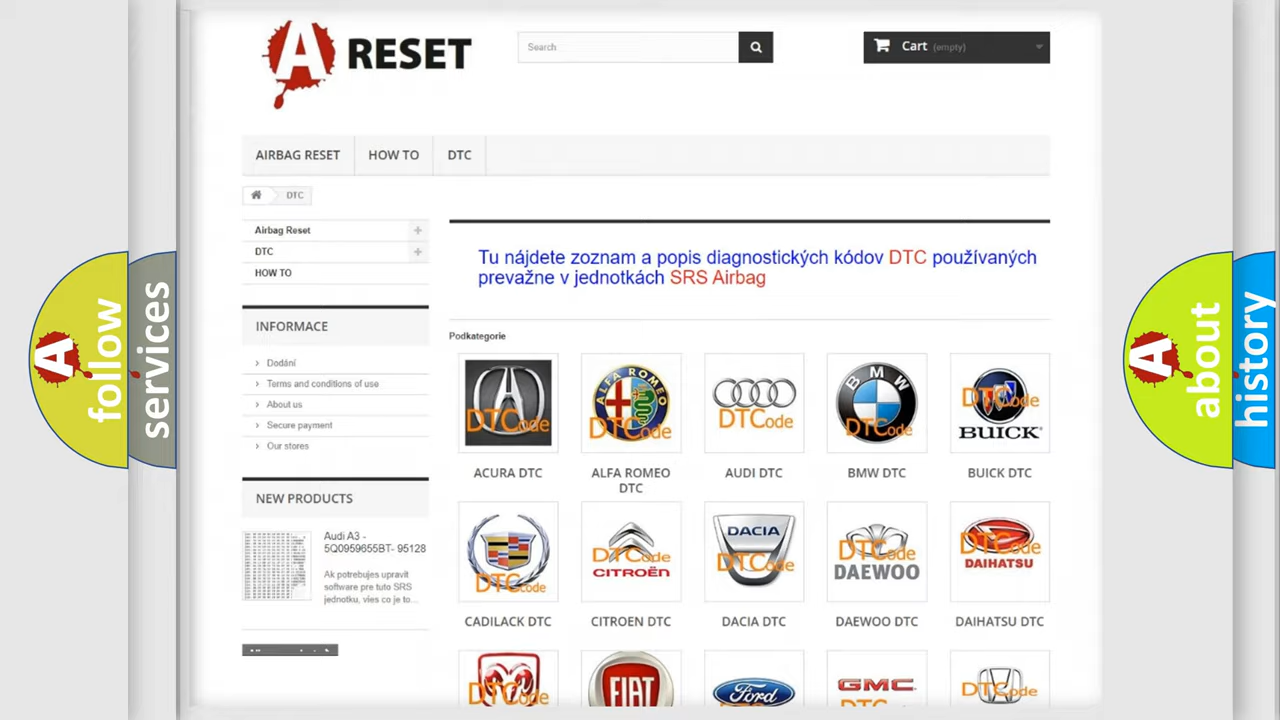 A RESET
Search
Cart (empty)
AIRBAG RESET
HOW TO
DTC
DTC
Airbag Reset
DTC
HOW TO
INFORMACE
Dodání
Terms and conditions of use
About us
Secure payment
Our stores
NEW PRODUCTS
Audi A3 -
5Q0959655BT- 95128
Ak potrebujes upravit
software pre tuto SRS
jednotku, vies co je to...
Tu nájdete zoznam a popis diagnostických kódov DTC používaných
prevažne v jednotkách SRS Airbag
Podkategorie
DTCode
ALFA ROMEO
DTCode
DTCode
BMW
DTCode
DTCode
BUICK
ACURA DTC
ALFA ROMEO
DTC
AUDI DTC
BMW DTC
BUICK DTC
DTCode
DTCode
CITROËN
DACIA
DTCode
DTCode
DAEWOO
DTCode
DAIHATSU
CADILACK DTC
CITROEN DTC
DACIA DTC
DAEWOO DTC
DAIHATSU DTC
DTCode
FIAT
Ford
GMC
DTCode
A follow
services
A about
history